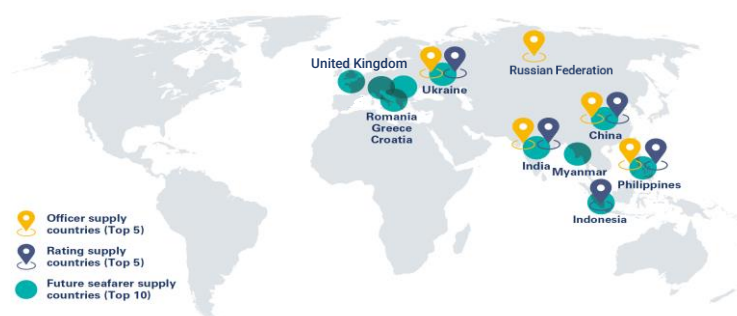 United Kingdom
Ukraine
Russian Federation
Romania
Greece
Croatia
China
India
Myanmar
Philippines
Indonesia
Officer supply
countries (Top 5)
Rating supply
countries (Top 5)
Future seafarer supply
countries (Top 10)